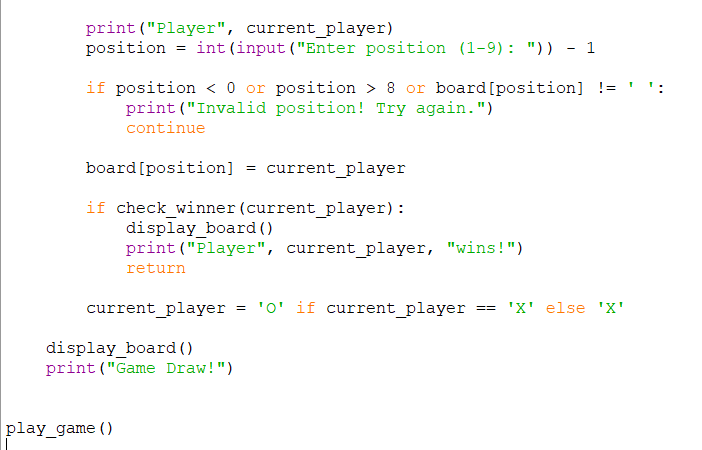 print("Player", current_player)
        position = int(input("Enter position (1-9): ")) - 1

        if position < 0 or position > 8 or board[position] != ' ':
            print("Invalid position! Try again.")
            continue

        board[position] = current_player

        if check_winner(current_player):
            display_board()
            print("Player", current_player, "wins!")
            return

        current_player = 'O' if current_player == 'X' else 'X'

    display_board()
    print("Game Draw!")


play_game()